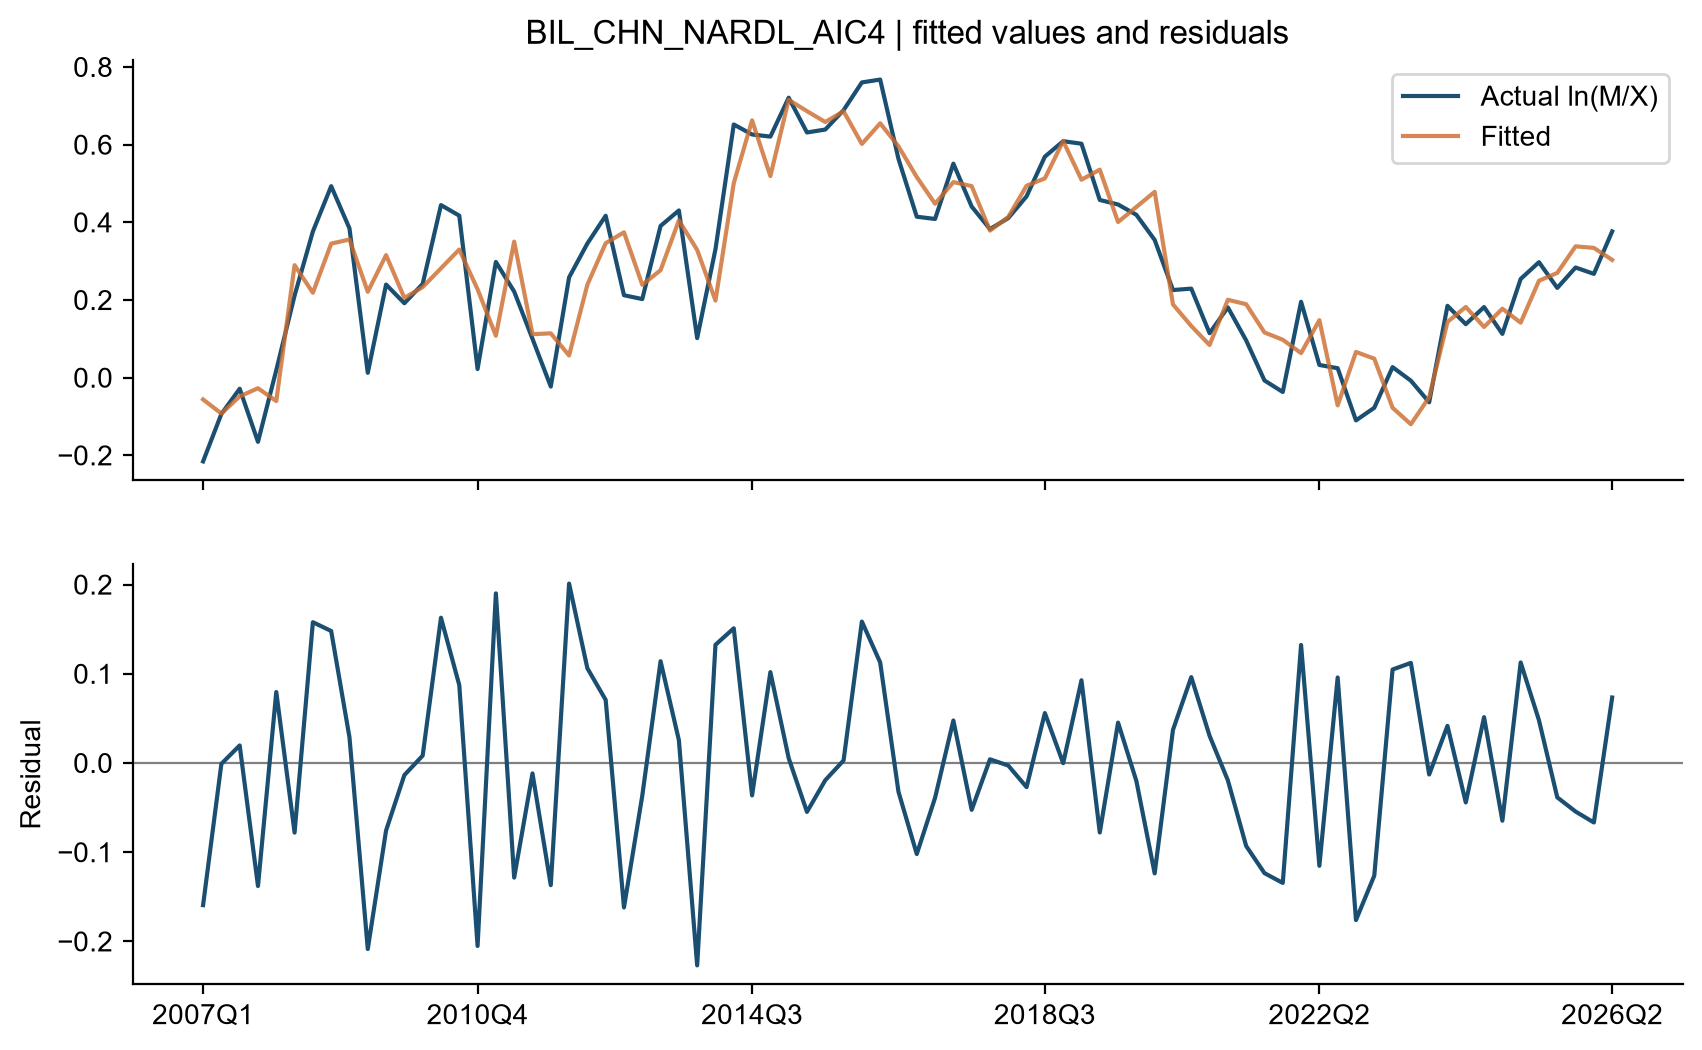 BIL_CHN_NARDL_AIC4 | fitted values and residuals
0.8
0.6
0.4
0.2
0.0
−0.2
Actual ln(M/X)
Fitted
Residual
0.2
0.1
0.0
−0.1
−0.2
2007Q1 2010Q4 2014Q3 2018Q3 2022Q2 2026Q2